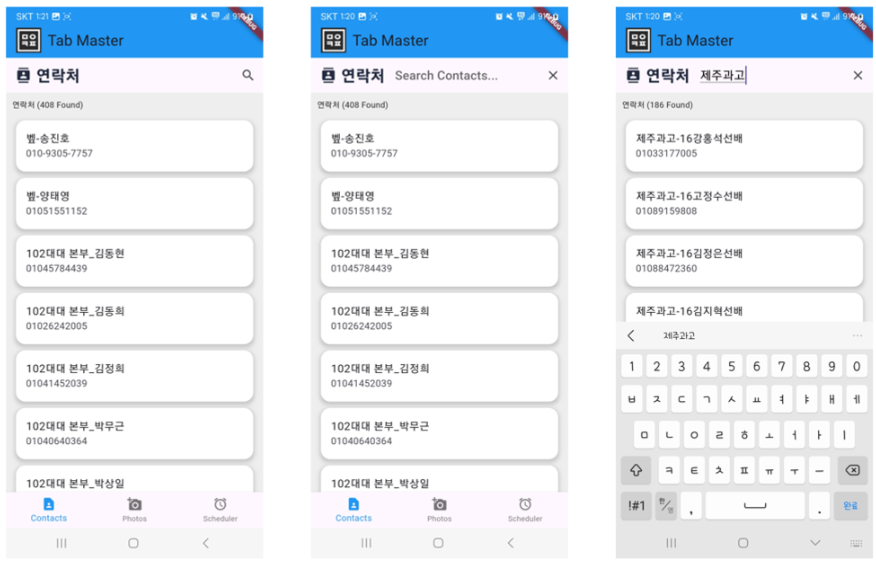 SKT 1:21
Tab Master
연락처
연락처 (408 Found)
벺-송진호
010-9305-7757
벺-양태영
01051551152
102대대 본부_김동현
01045784439
102대대 본부_김동희
01026242005
102대대 본부_김정희
01041452039
102대대 본부_박무근
01040640364
102대대 본부_박상일
Contacts
Photos
Scheduler
SKT 1:20
Tab Master
연락처 Search Contacts...
연락처 (408 Found)
벺-송진호
010-9305-7757
벺-양태영
01051551152
102대대 본부_김동현
01045784439
102대대 본부_김동희
01026242005
102대대 본부_김정희
01041452039
102대대 본부_박무근
01040640364
102대대 본부_박상일
Contacts
Photos
Scheduler
SKT 1:20
Tab Master
연락처 제주과고
연락처 (186 Found)
제주과고-16강홍석선배
01033177005
제주과고-16고정수선배
01089159808
제주과고-16김정은선배
01088472360
제주과고-16김지혁선배
제주과고
1 2 3 4 5 6 7 8 9 0
ㅂ ㅈ ㄷ ㄱ ㅅ ㅛ ㅕ ㅑ ㅐ ㅔ
ㅁ ㄴ ㅇ ㄹ ㅎ ㅗ ㅓ ㅏ ㅣ
ㅋ ㅌ ㅊ ㅍ ㅠ ㅜ ㅡ
!#1 한/영 , . 완료